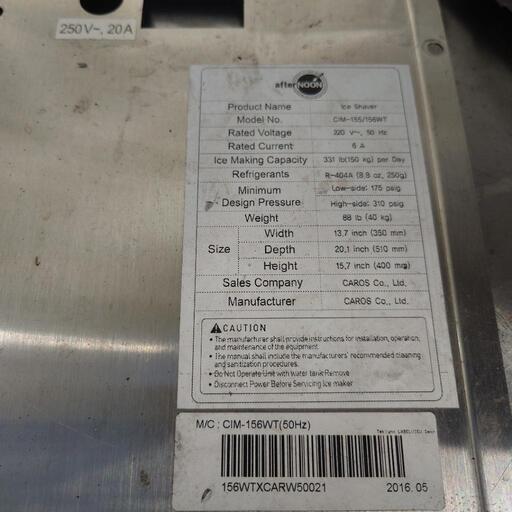 250V~, 20A
afterNOON
Product Name Ice Shaver
Model No. CIM-155/156WT
Rated Voltage 220 v~, 50 Hz
Rated Current 6 A
Ice Making Capacity 331 lb(150 kg) per Day
Refrigerants R-404A (8.8 oz, 250g)
Minimum Low-side: 175 psig
Design Pressure High-side: 310 psig
Weight 88 lb (40 kg)
Size Width 13.7 inch (350 mm)
Depth 20.1 inch (510 mm)
Height 15.7 inch (400 mm)
Sales Company CAROS Co., Ltd.
Manufacturer CAROS Co., Ltd.
CAUTION
• The manufacturer shall provide instructions for installation, operation,
and maintenance of the equipment.
• The manual shall include the manufacturers' recommended cleaning
and sanitization procedures.
• Do Not Operate Unit with water tank Remove
• Disconnect Power Before Servicing Ice maker
M/C : CIM-156WT(50Hz)
156WTXCARW50021 2016.05